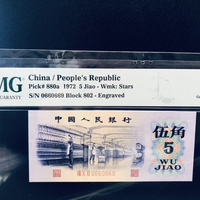 MG
GUARANTY
China / People's Republic
Pick# 880a 1972 5 Jiao - Wmk: Stars
S/N 0660669 Block 802 - Engraved
中国人民银行
伍角
5
WU
JIAO
0660669